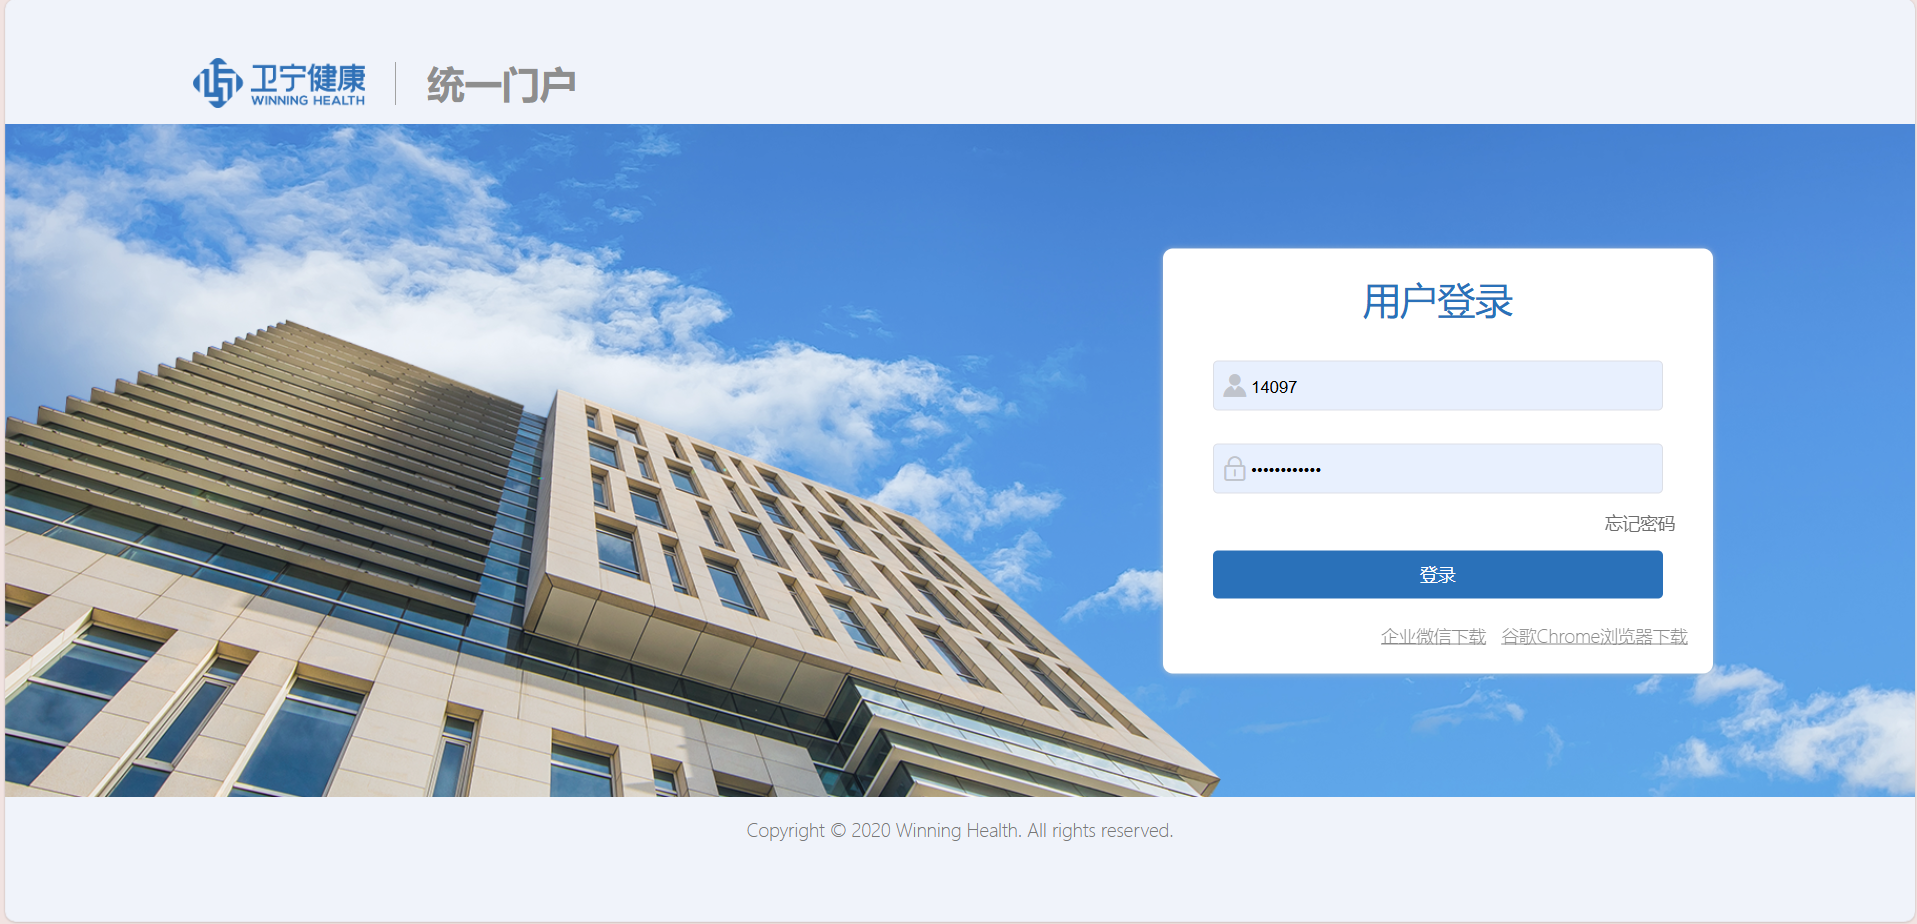 卫宁健康
WINNING HEALTH
统一门户
用户登录
14097
••••••••••••
忘记密码
登录
企业微信下载 谷歌Chrome浏览器下载
Copyright © 2020 Winning Health. All rights reserved.